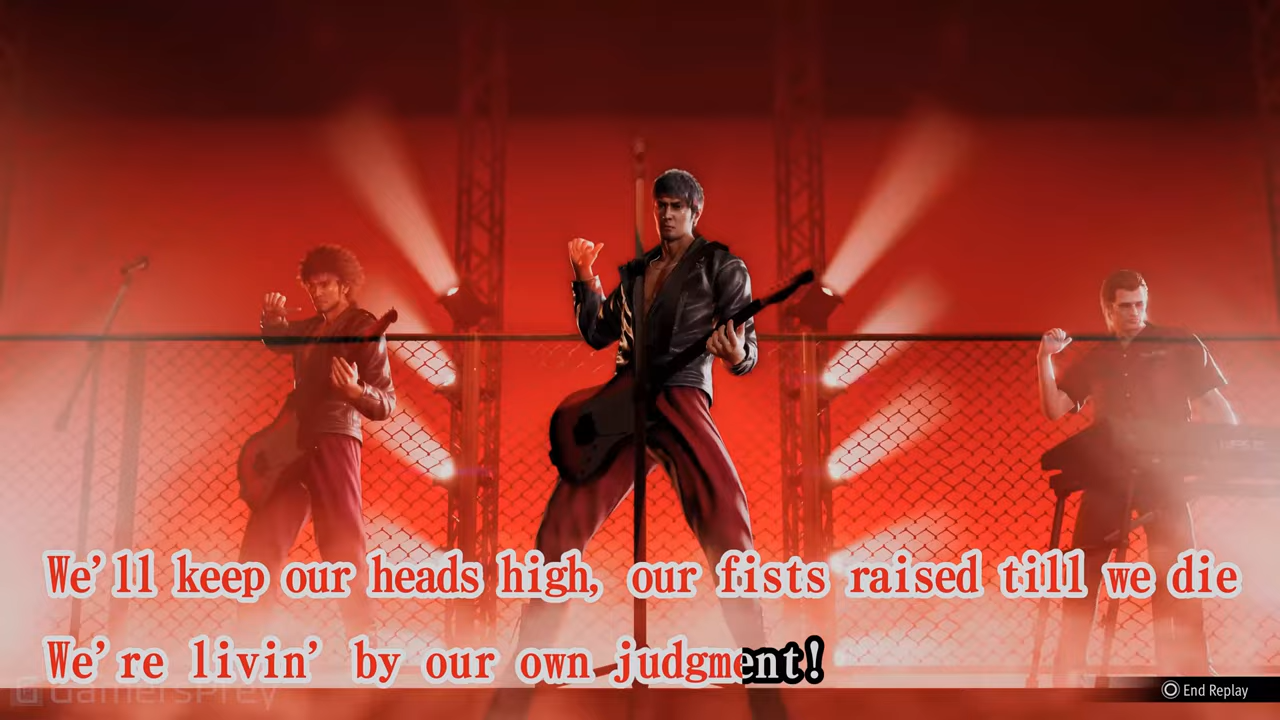 We'll keep our heads high, our fists raised till we die
We're livin' by our own judgment!
GamersPrey
End Replay